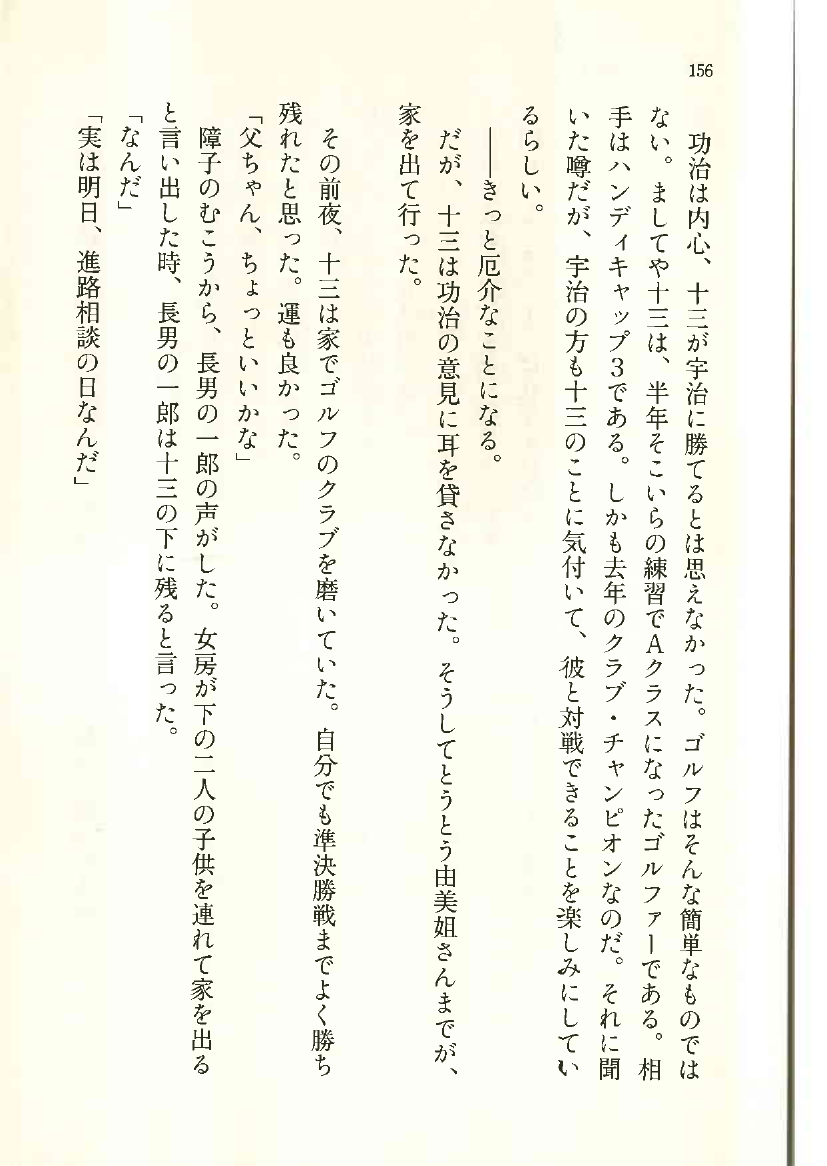 156
功治は内心、十三が宇治に勝てるとは思えなかった。ゴルフはそんな簡単なものでは
ない。ましてや十三は、半年そこいらの練習でAクラスになったゴルファーである。相
手はハンディキャップ3である。しかも去年のクラブ・チャンピオンなのだ。それに聞
いた噂だが、宇治の方も十三のことに気付いて、彼と対戦できることを楽しみにしてい
るらしい。
――きっと厄介なことになる。
だが、十三は功治の意見に耳を貸さなかった。そうしてとうとう由美姐さんまでが、
家を出て行った。
その前夜、十三は家でゴルフのクラブを磨いていた。自分でも準決勝戦までよく勝ち
残れたと思った。運も良かった。
「父ちゃん、ちょっといいかな」
障子のむこうから、長男の一郎の声がした。女房が下の二人の子供を連れて家を出る
と言い出した時、長男の一郎は十三の下に残ると言った。
「なんだ」
「実は明日、進路相談の日なんだ」